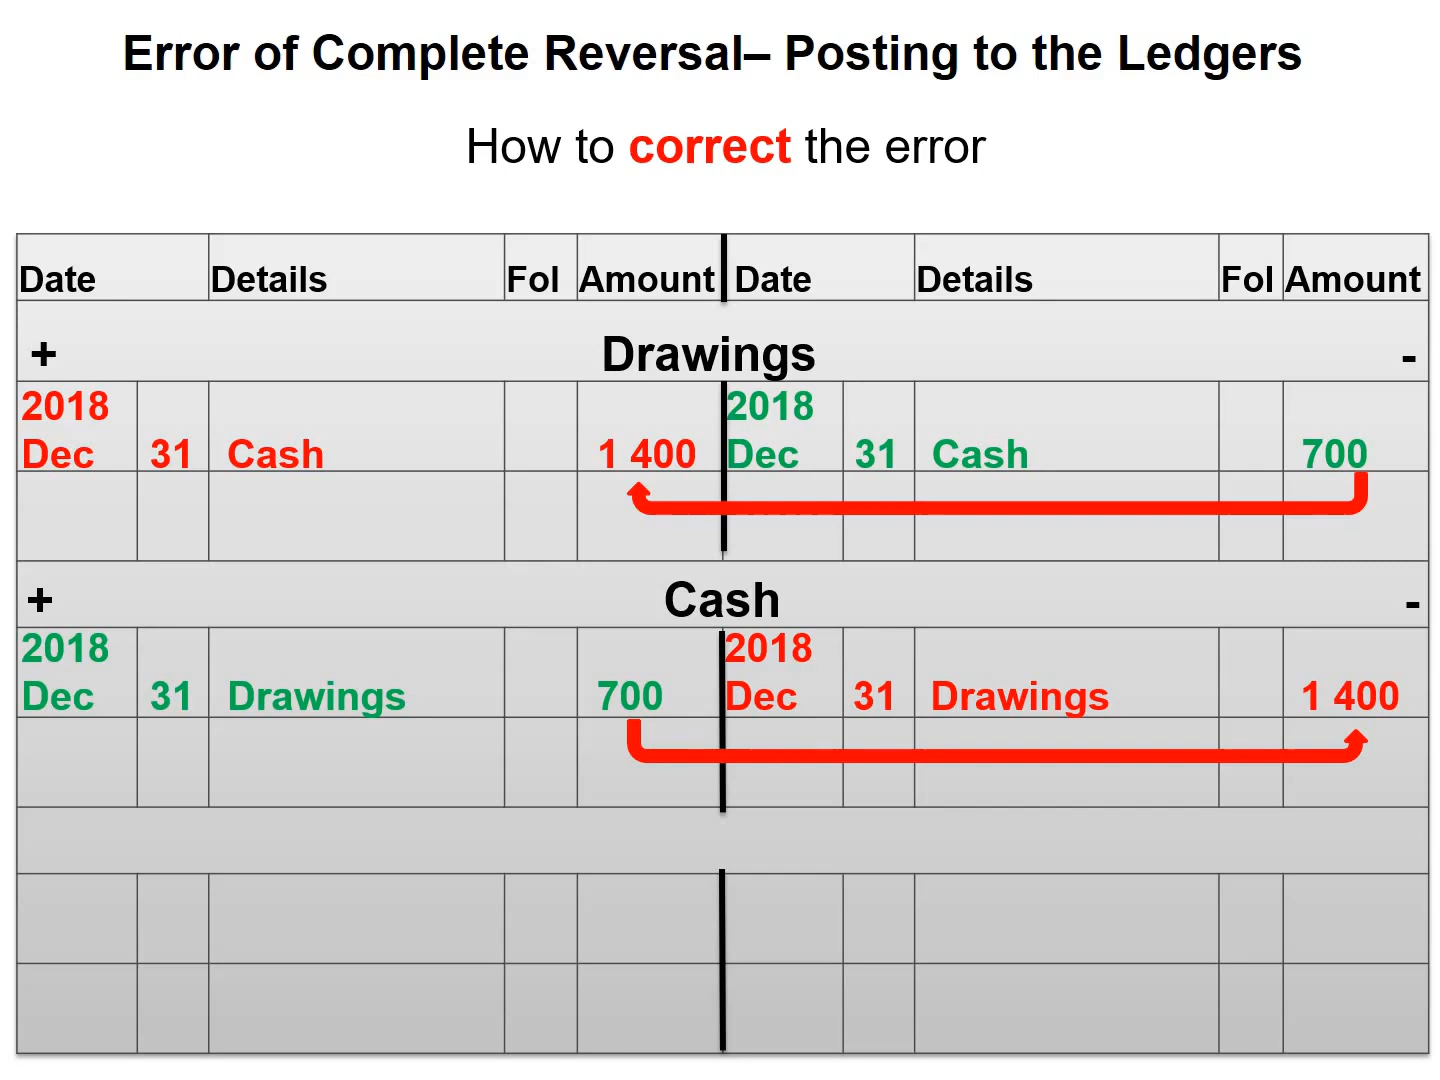 Error of Complete Reversal– Posting to the Ledgers
How to correct the error
Date Details Fol Amount Date Details Fol Amount
+ Drawings -
2018 2018
Dec 31 Cash 1 400 Dec 31 Cash 700
+ Cash -
2018 2018
Dec 31 Drawings 700 Dec 31 Drawings 1 400